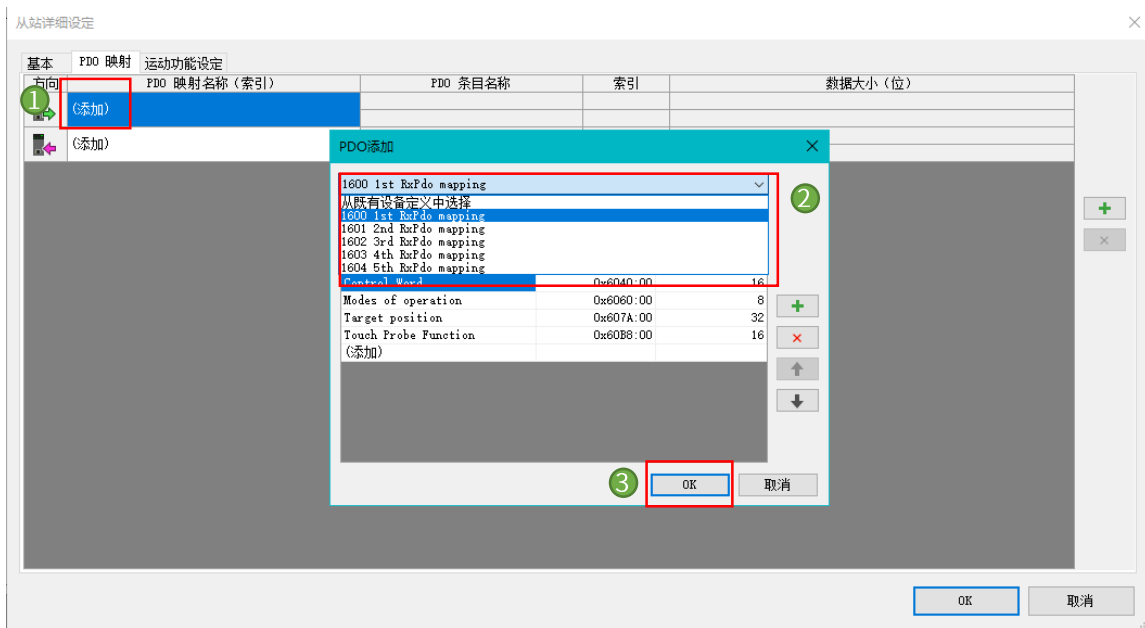 从站详细设定
基本 PDO 映射 运动功能设定
方向 PDO 映射名称（索引） PDO 条目名称 索引 数据大小（位）
1
(添加)
(添加)
PDO添加
1600 1st RxPdo mapping
2
从既有设备定义中选择
1600 1st RxPdo mapping
1601 2nd RxPdo mapping
1602 3rd RxPdo mapping
1603 4th RxPdo mapping
1604 5th RxPdo mapping
Control Word 0x6040:00 16
Modes of operation 0x6060:00 8
Target position 0x607A:00 32
Touch Probe Function 0x60B8:00 16
(添加)
3
OK 取消
OK 取消